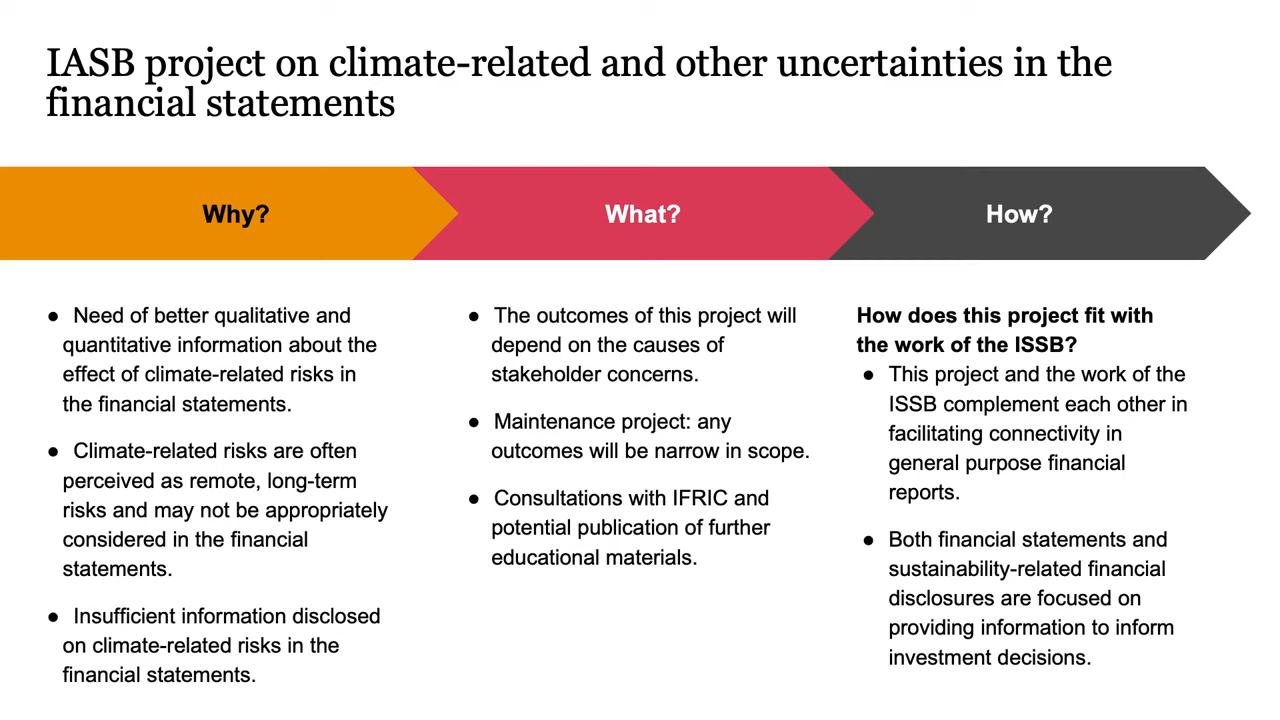 IASB project on climate-related and other uncertainties in the
financial statements
Why?
What?
How?
● Need of better qualitative and
quantitative information about the
effect of climate-related risks in
the financial statements.
● Climate-related risks are often
perceived as remote, long-term
risks and may not be appropriately
considered in the financial
statements.
● Insufficient information disclosed
on climate-related risks in the
financial statements.
● The outcomes of this project will
depend on the causes of
stakeholder concerns.
● Maintenance project: any
outcomes will be narrow in scope.
● Consultations with IFRIC and
potential publication of further
educational materials.
How does this project fit with
the work of the ISSB?
● This project and the work of the
ISSB complement each other in
facilitating connectivity in
general purpose financial
reports.
● Both financial statements and
sustainability-related financial
disclosures are focused on
providing information to inform
investment decisions.